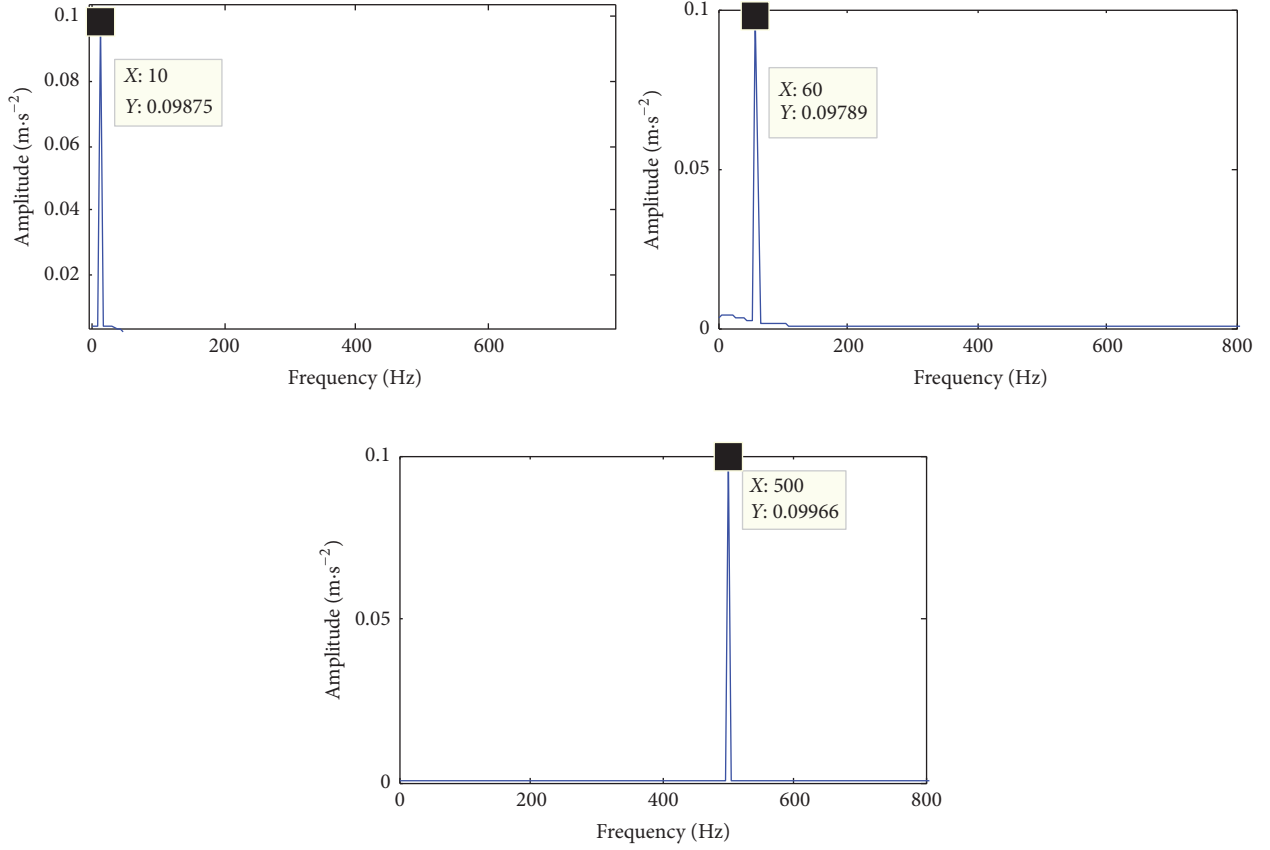 0.1
0.08
0.06
0.04
0.02
Amplitude (m·s⁻²)
X: 10
Y: 0.09875
0 200 400 600
Frequency (Hz)
0.1
0.05
0
Amplitude (m·s⁻²)
X: 60
Y: 0.09789
0 200 400 600 800
Frequency (Hz)
0.1
0.05
0
Amplitude (m·s⁻²)
X: 500
Y: 0.09966
0 200 400 600 800
Frequency (Hz)